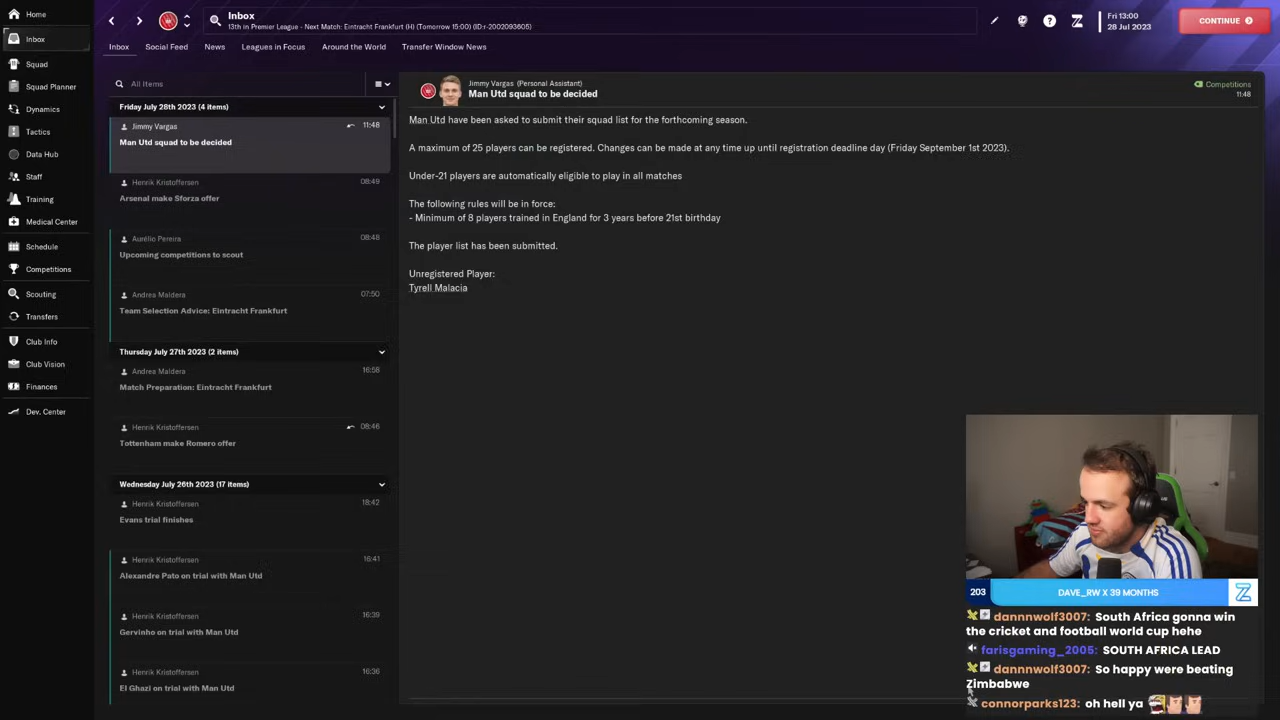 Home
Inbox
Squad
Squad Planner
Dynamics
Tactics
Data Hub
Staff
Training
Medical Center
Schedule
Competitions
Scouting
Transfers
Club Info
Club Vision
Finances
Dev. Center
Inbox
13th in Premier League - Next Match: Eintracht Frankfurt (H) (Tomorrow 15:00) (ID:r-2002093605)
Fri 13:00
28 Jul 2023
CONTINUE
Inbox
Social Feed
News
Leagues in Focus
Around the World
Transfer Window News
All Items
Friday July 28th 2023 (4 items)
Jimmy Vargas
11:48
Man Utd squad to be decided
Henrik Kristoffersen
08:49
Arsenal make Sforza offer
Aurélio Pereira
08:48
Upcoming competitions to scout
Andrea Maldera
07:50
Team Selection Advice: Eintracht Frankfurt
Thursday July 27th 2023 (2 items)
Andrea Maldera
16:58
Match Preparation: Eintracht Frankfurt
Henrik Kristoffersen
08:46
Tottenham make Romero offer
Wednesday July 26th 2023 (17 items)
Henrik Kristoffersen
18:42
Evans trial finishes
Henrik Kristoffersen
16:41
Alexandre Pato on trial with Man Utd
Henrik Kristoffersen
16:39
Gervinho on trial with Man Utd
Henrik Kristoffersen
16:36
El Ghazi on trial with Man Utd
Jimmy Vargas (Personal Assistant)
Man Utd squad to be decided
Competitions
11:48
Man Utd have been asked to submit their squad list for the forthcoming season.
A maximum of 25 players can be registered. Changes can be made at any time up until registration deadline day (Friday September 1st 2023).
Under-21 players are automatically eligible to play in all matches
The following rules will be in force:
- Minimum of 8 players trained in England for 3 years before 21st birthday
The player list has been submitted.
Unregistered Player:
Tyrell Malacia
203
DAVE_RW X 39 MONTHS
dannnwolf3007: South Africa gonna win
the cricket and football world cup hehe
farisgaming_2005: SOUTH AFRICA LEAD
dannnwolf3007: So happy were beating
Zimbabwe
connorparks123: oh hell ya